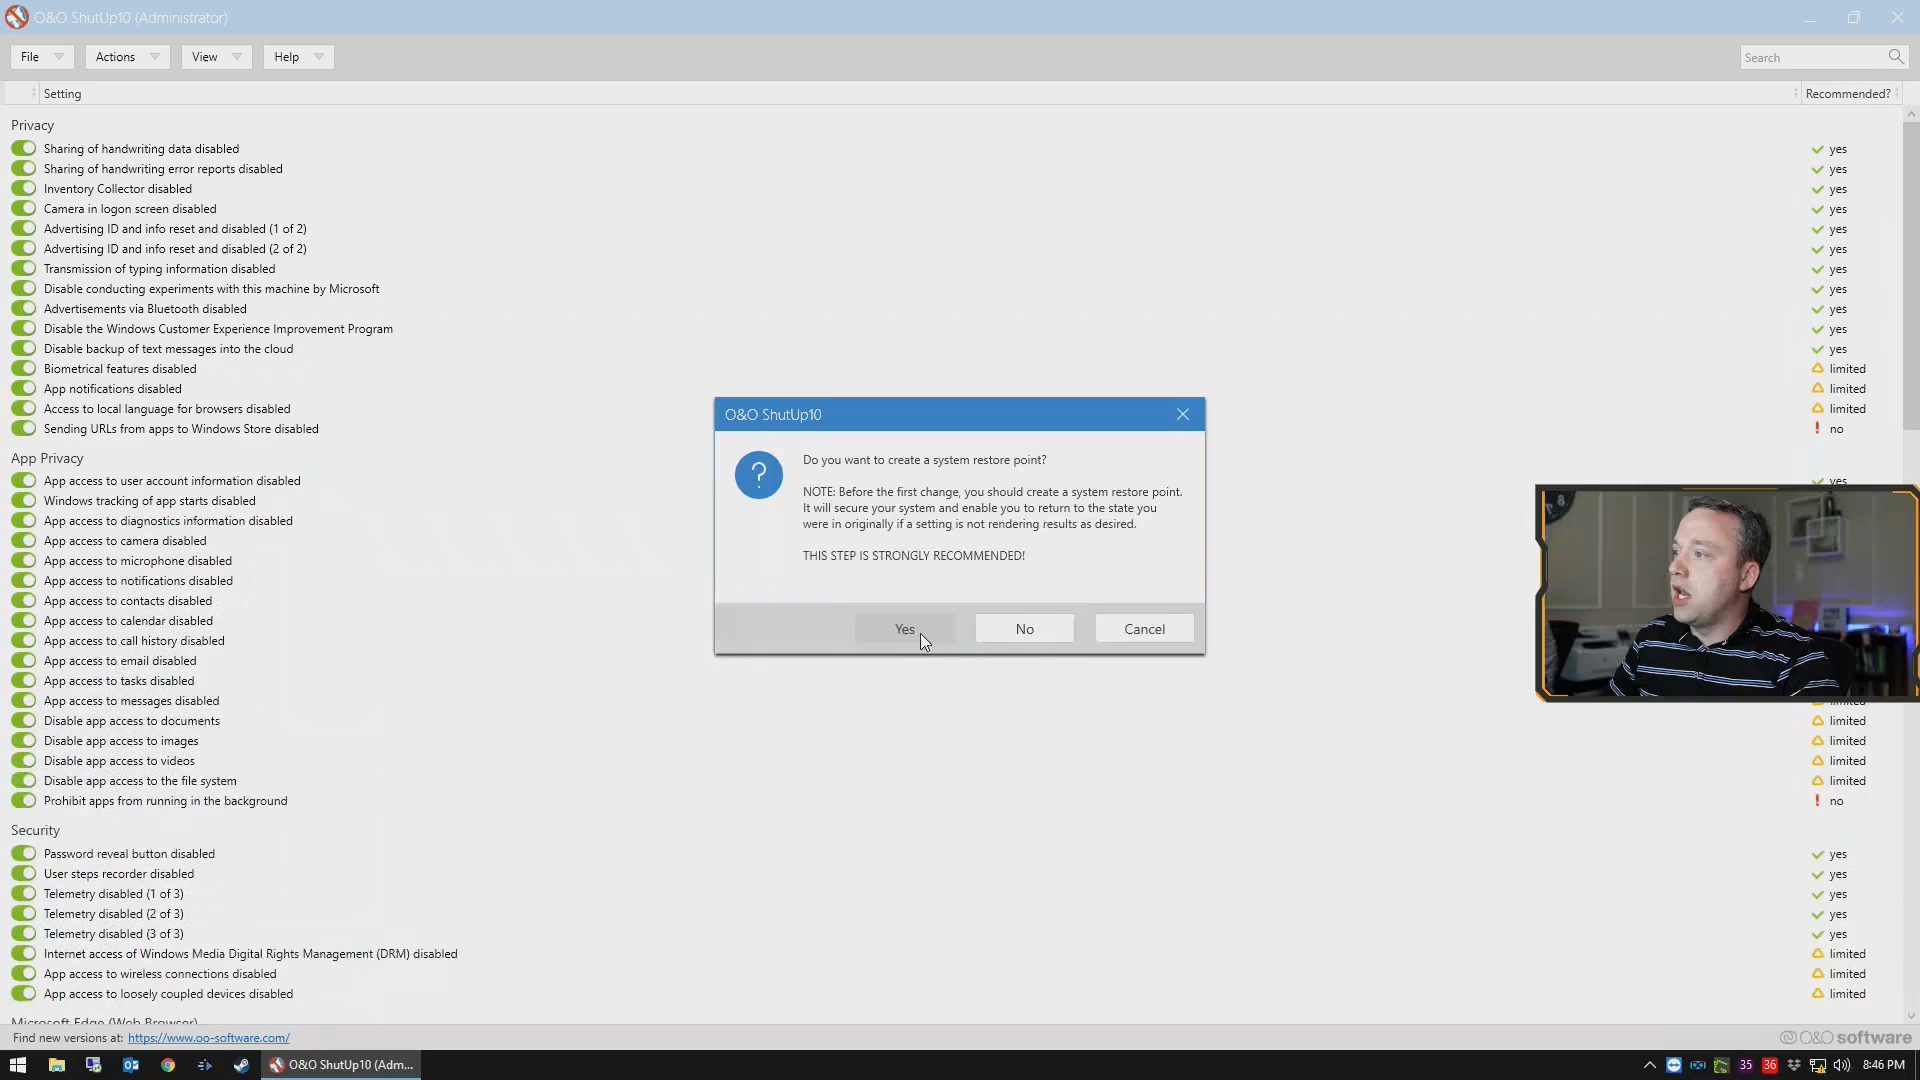 O&O ShutUp10 (Administrator)
File
Actions
View
Help
Search
Setting
Recommended?
Privacy
Sharing of handwriting data disabled
yes
Sharing of handwriting error reports disabled
yes
Inventory Collector disabled
yes
Camera in logon screen disabled
yes
Advertising ID and info reset and disabled (1 of 2)
yes
Advertising ID and info reset and disabled (2 of 2)
yes
Transmission of typing information disabled
yes
Disable conducting experiments with this machine by Microsoft
yes
Advertisements via Bluetooth disabled
yes
Disable the Windows Customer Experience Improvement Program
yes
Disable backup of text messages into the cloud
yes
Biometrical features disabled
limited
App notifications disabled
limited
Access to local language for browsers disabled
limited
Sending URLs from apps to Windows Store disabled
no
App Privacy
App access to user account information disabled
yes
Windows tracking of app starts disabled
App access to diagnostics information disabled
App access to camera disabled
App access to microphone disabled
App access to notifications disabled
App access to contacts disabled
App access to calendar disabled
App access to call history disabled
App access to email disabled
App access to tasks disabled
App access to messages disabled
limited
Disable app access to documents
limited
Disable app access to images
limited
Disable app access to videos
limited
Disable app access to the file system
limited
Prohibit apps from running in the background
no
Security
Password reveal button disabled
yes
User steps recorder disabled
yes
Telemetry disabled (1 of 3)
yes
Telemetry disabled (2 of 3)
yes
Telemetry disabled (3 of 3)
yes
Internet access of Windows Media Digital Rights Management (DRM) disabled
limited
App access to wireless connections disabled
limited
App access to loosely coupled devices disabled
limited
Microsoft Edge (Web Browser)
O&O ShutUp10
Do you want to create a system restore point?
NOTE: Before the first change, you should create a system restore point.
It will secure your system and enable you to return to the state you
were in originally if a setting is not rendering results as desired.
THIS STEP IS STRONGLY RECOMMENDED!
Yes
No
Cancel
Find new versions at: https://www.oo-software.com/
O&O software
O&O ShutUp10 (Adm...
35
36
8:46 PM